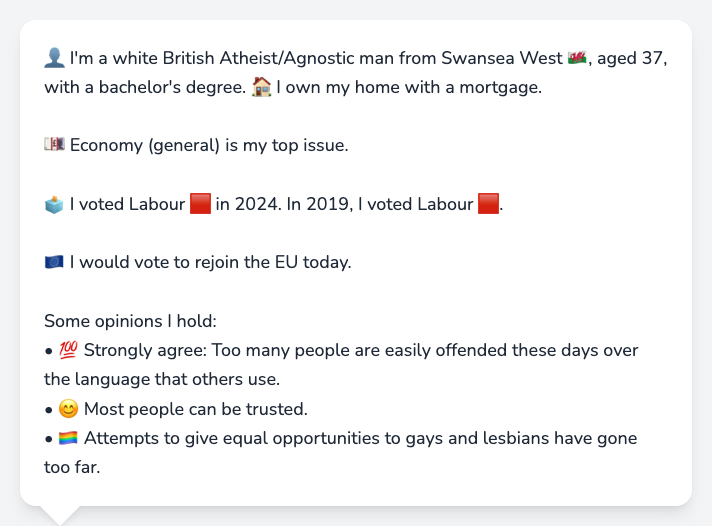 👤 I'm a white British Atheist/Agnostic man from Swansea West 🏴󠁧󠁢󠁷󠁬󠁳󠁿, aged 37,
with a bachelor's degree. 🏠 I own my home with a mortgage.
💷 Economy (general) is my top issue.
🗳️ I voted Labour 🟥 in 2024. In 2019, I voted Labour 🟥.
🇪🇺 I would vote to rejoin the EU today.
Some opinions I hold:
• 💯 Strongly agree: Too many people are easily offended these days over
the language that others use.
• 😊 Most people can be trusted.
• 🏳️‍🌈 Attempts to give equal opportunities to gays and lesbians have gone
too far.